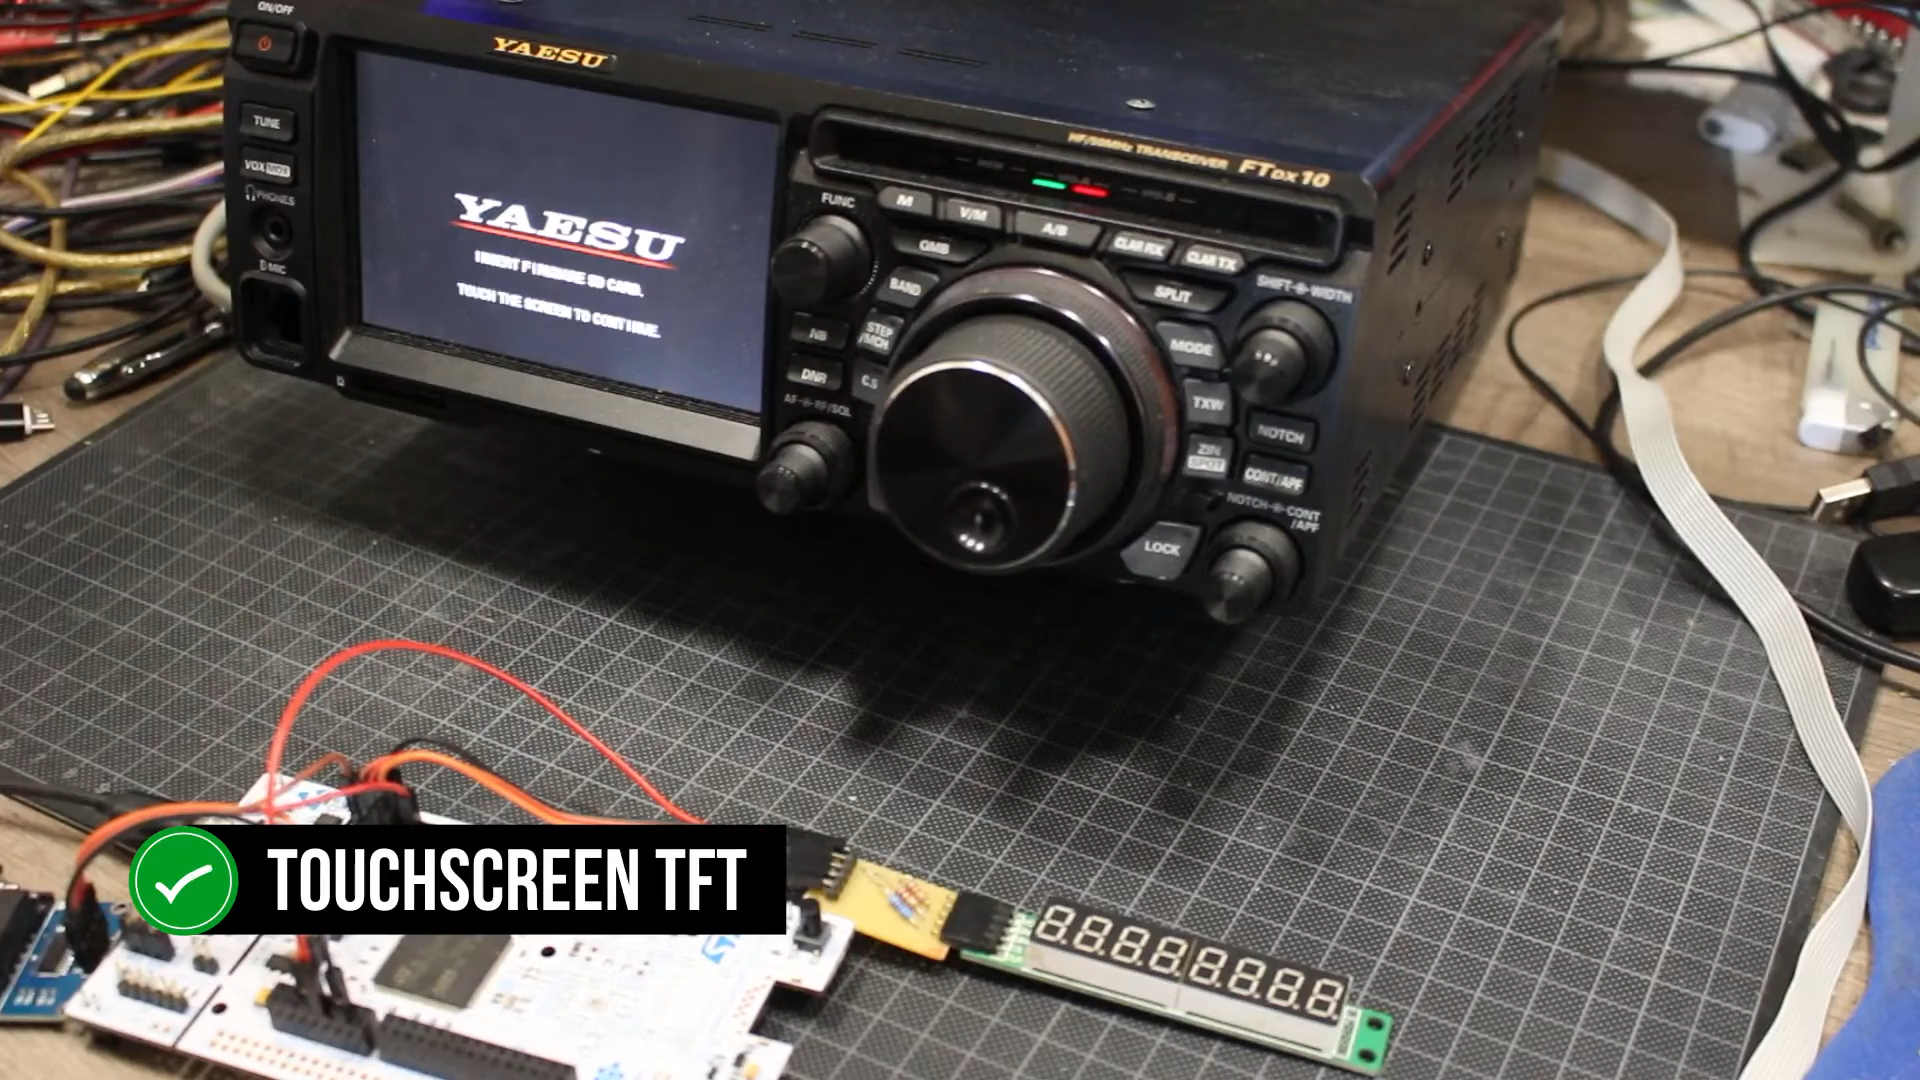 ON/OFF
YAESU
TUNE
VOX MOX
PHONES
MIC
YAESU
INSERT FIRMWARE SD CARD.
TOUCH THE SCREEN TO CONTINUE.
HF/50MHz TRANSCEIVER FTDX10
FUNC
M
V/M
A/B
CLAR RX
CLAR TX
QMB
BAND
SPLIT
SHIFT WIDTH
NB
STEP
/MCH
MODE
DNR
C.S
TXW
AF RF/SQL
NOTCH
ZIN
SPOT
CONT/APF
NOTCH CONT
/APF
LOCK
TOUCHSCREEN TFT